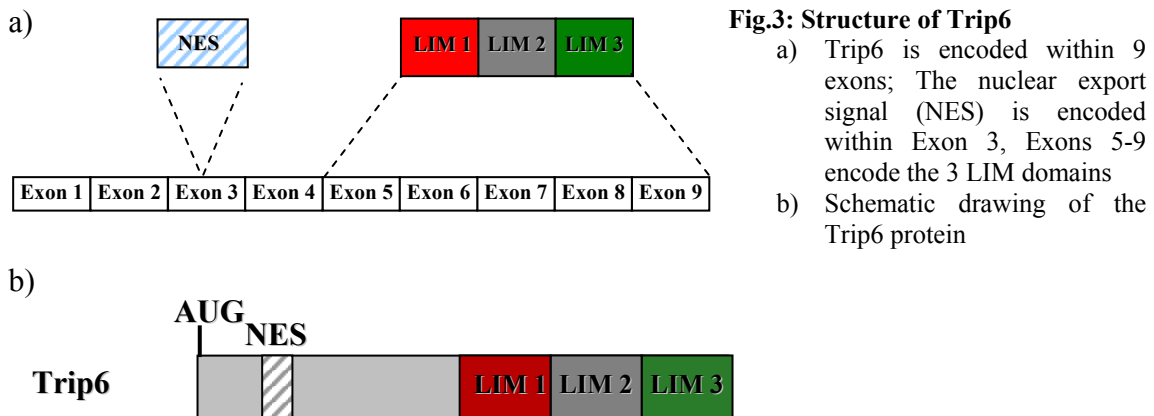 a)
NES
LIM 1 LIM 2 LIM 3
Exon 1 Exon 2 Exon 3 Exon 4 Exon 5 Exon 6 Exon 7 Exon 8 Exon 9
Fig.3: Structure of Trip6
a) Trip6 is encoded within 9
exons; The nuclear export
signal (NES) is encoded
within Exon 3, Exons 5-9
encode the 3 LIM domains
b) Schematic drawing of the
Trip6 protein
b)
AUG
NES
Trip6
LIM 1 LIM 2 LIM 3